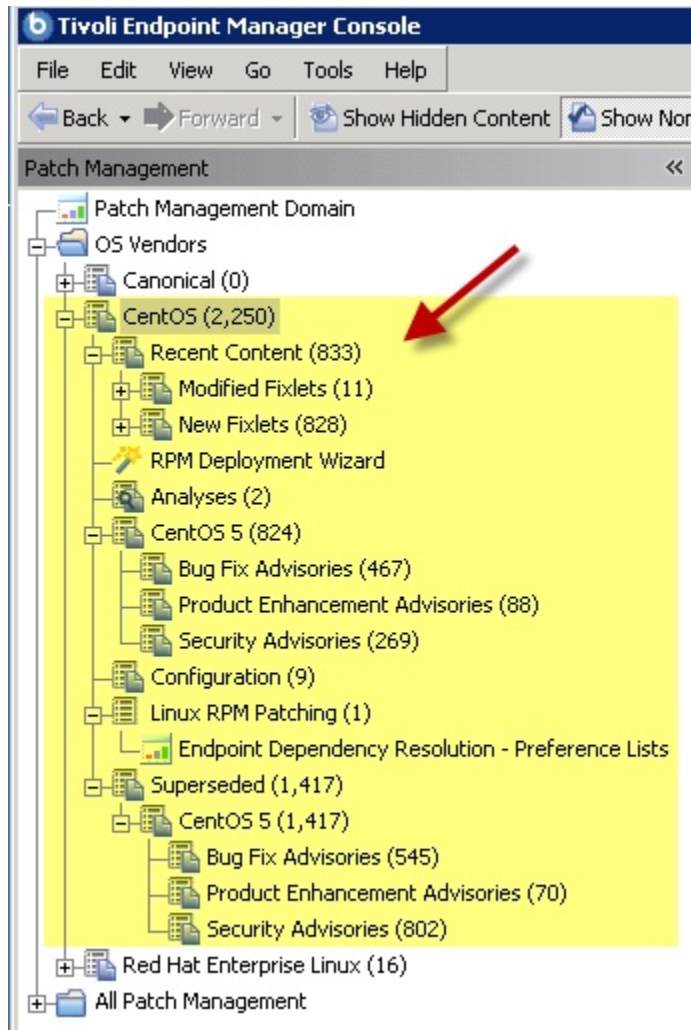 Tivoli Endpoint Manager Console
File Edit View Go Tools Help
Back Forward Show Hidden Content Show Nor
Patch Management
Patch Management Domain
OS Vendors
Canonical (0)
CentOS (2,250)
Recent Content (833)
Modified Fixlets (11)
New Fixlets (828)
RPM Deployment Wizard
Analyses (2)
CentOS 5 (824)
Bug Fix Advisories (467)
Product Enhancement Advisories (88)
Security Advisories (269)
Configuration (9)
Linux RPM Patching (1)
Endpoint Dependency Resolution - Preference Lists
Superseded (1,417)
CentOS 5 (1,417)
Bug Fix Advisories (545)
Product Enhancement Advisories (70)
Security Advisories (802)
Red Hat Enterprise Linux (16)
All Patch Management